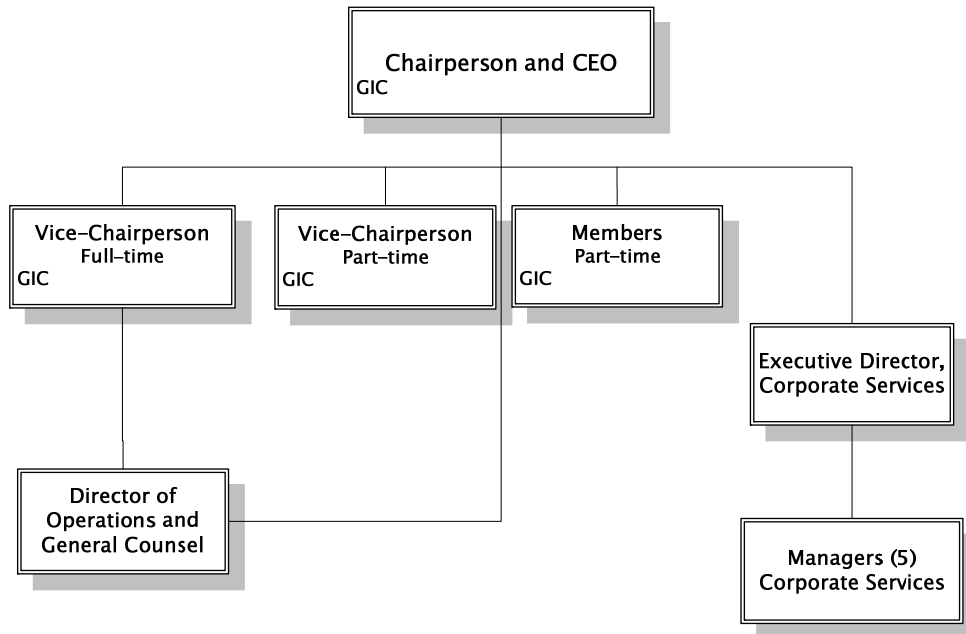 Chairperson and CEO
GIC
Vice-Chairperson
Full-time
GIC
Vice-Chairperson
Part-time
GIC
Members
Part-time
GIC
Executive Director,
Corporate Services
Director of
Operations and
General Counsel
Managers (5)
Corporate Services